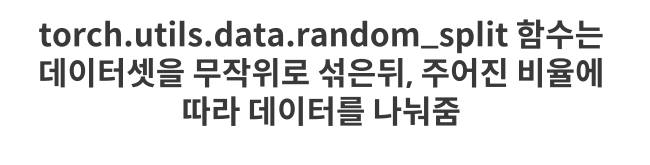 torch.utils.data.random_split 함수는
데이터셋을 무작위로 섞은뒤, 주어진 비율에
따라 데이터를 나눠줌